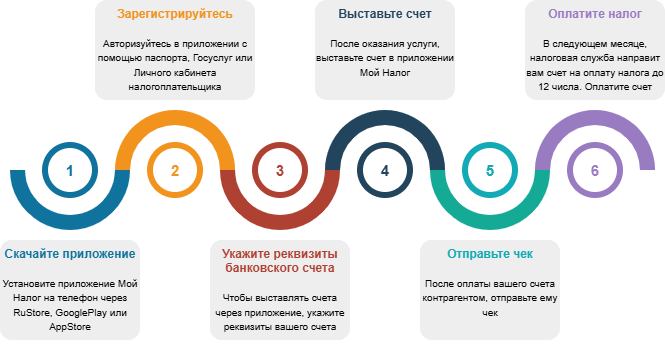 Зарегистрируйтесь
Авторизуйтесь в приложении с
помощью паспорта, Госуслуг или
Личного кабинета
налогоплательщика
Выставьте счет
После оказания услуги,
выставьте счет в приложении
Мой Налог
Оплатите налог
В следующем месяце,
налоговая служба направит
вам счет на оплату налога до
12 числа. Оплатите счет
1
2
3
4
5
6
Скачайте приложение
Установите приложение Мой
Налог на телефон через
RuStore, GooglePlay или
AppStore
Укажите реквизиты
банковского счета
Чтобы выставлять счета
через приложение, укажите
реквизиты вашего счета
Отправьте чек
После оплаты вашего счета
контрагентом, отправьте ему
чек